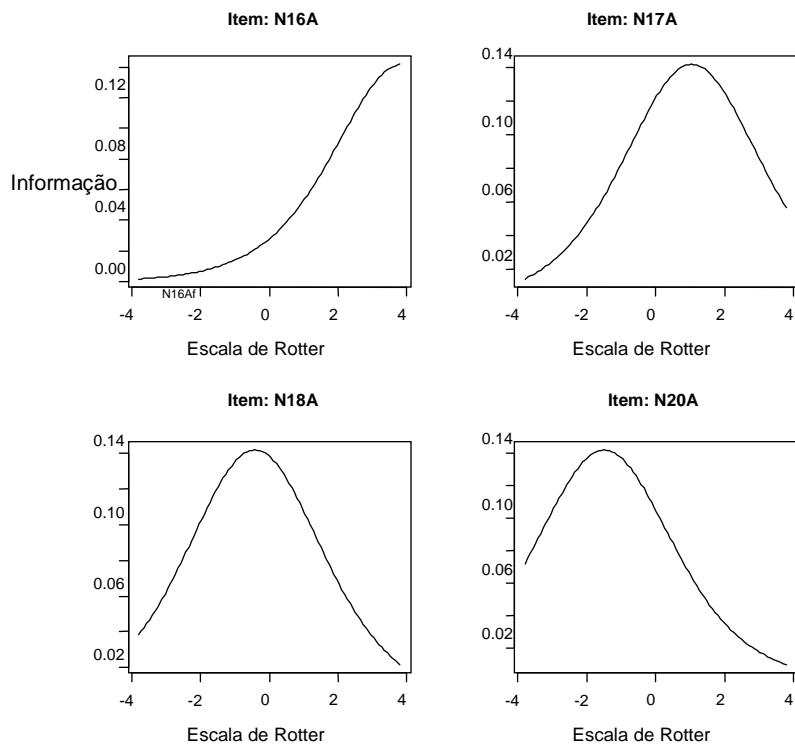 Item: N16A
0.12
0.08
Informação
0.04
0.00
N16Af
-4 -2 0 2 4
Escala de Rotter
Item: N17A
0.14
0.10
0.06
0.02
-4 -2 0 2 4
Escala de Rotter
Item: N18A
0.14
0.10
0.06
0.02
-4 -2 0 2 4
Escala de Rotter
Item: N20A
0.14
0.10
0.06
0.02
-4 -2 0 2 4
Escala de Rotter